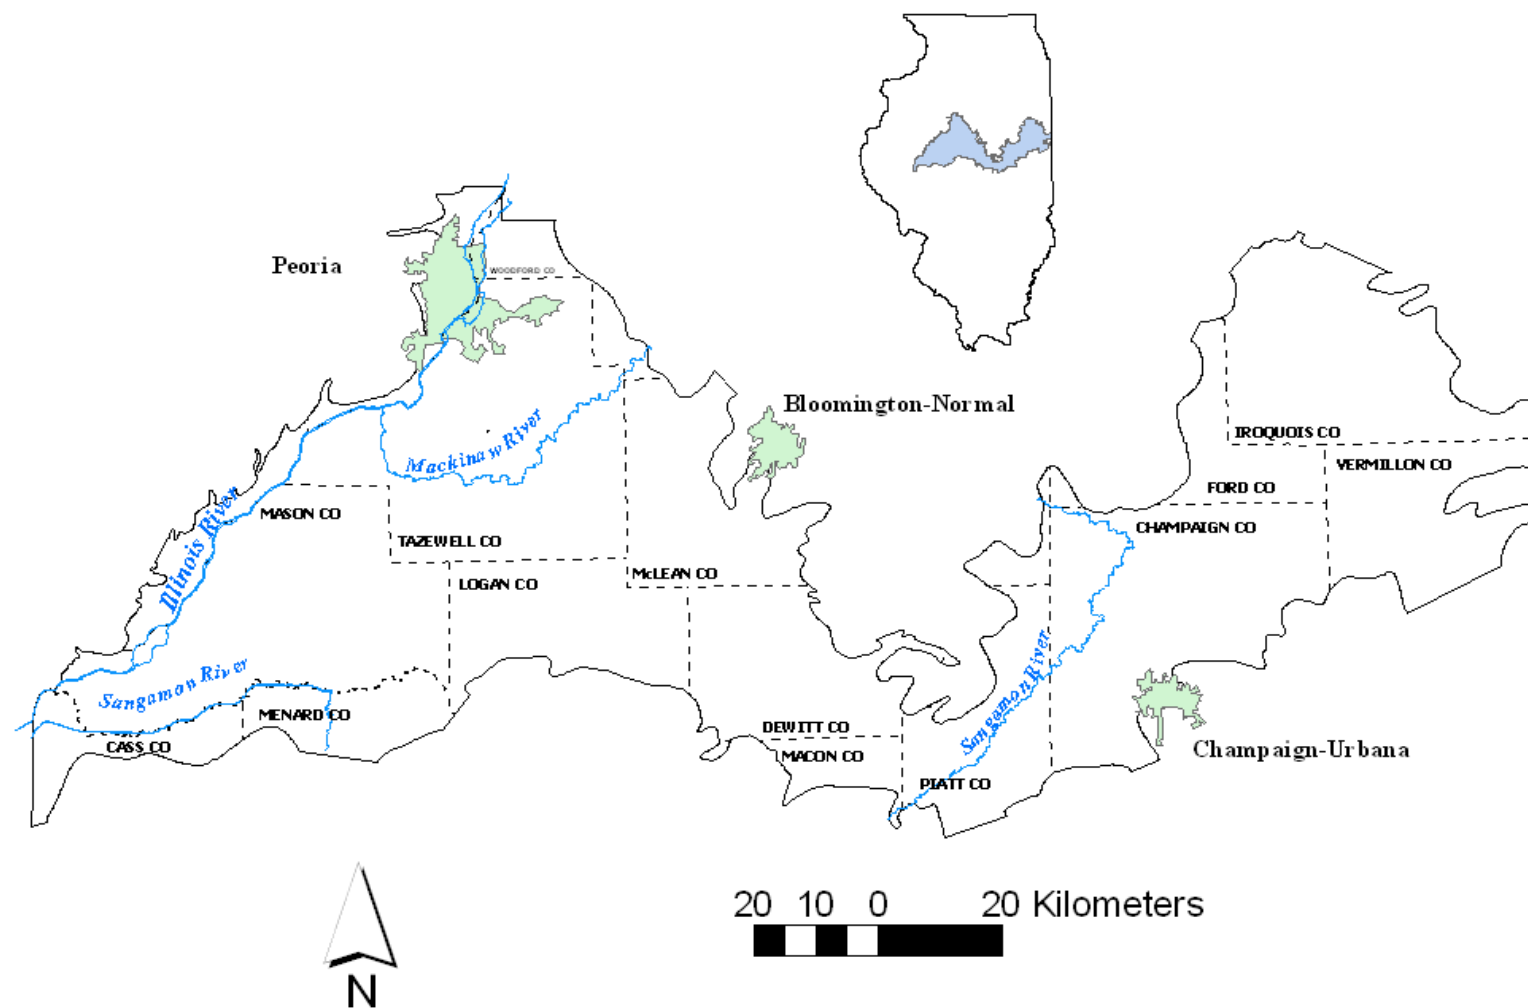 Peoria
WOODFORD CO
Bloomington-Normal
Mackinaw River
IROQUOIS CO
VERMILLON CO
FORD CO
CHAMPAIGN CO
Illinois River
MASON CO
TAZEWELL CO
LOGAN CO
McLEAN CO
Sangamon River
MENARD CO
CASS CO
Sangamon River
DEWITT CO
MACON CO
PIATT CO
Champaign-Urbana
20 10 0 20 Kilometers
N